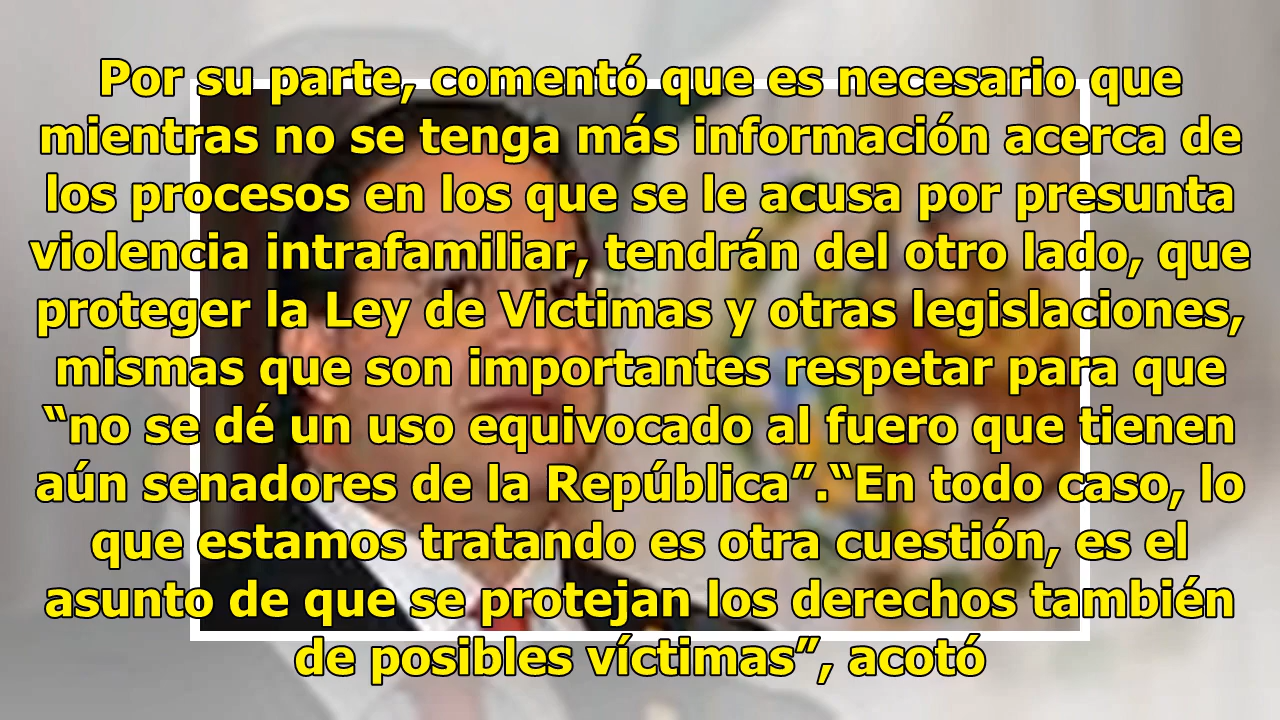 Por su parte, comentó que es necesario que
mientras no se tenga más información acerca de
los procesos en los que se le acusa por presunta
violencia intrafamiliar, tendrán del otro lado, que
proteger la Ley de Victimas y otras legislaciones,
mismas que son importantes respetar para que
“no se dé un uso equivocado al fuero que tienen
aún senadores de la República”.“En todo caso, lo
que estamos tratando es otra cuestión, es el
asunto de que se protejan los derechos también
de posibles víctimas”, acotó